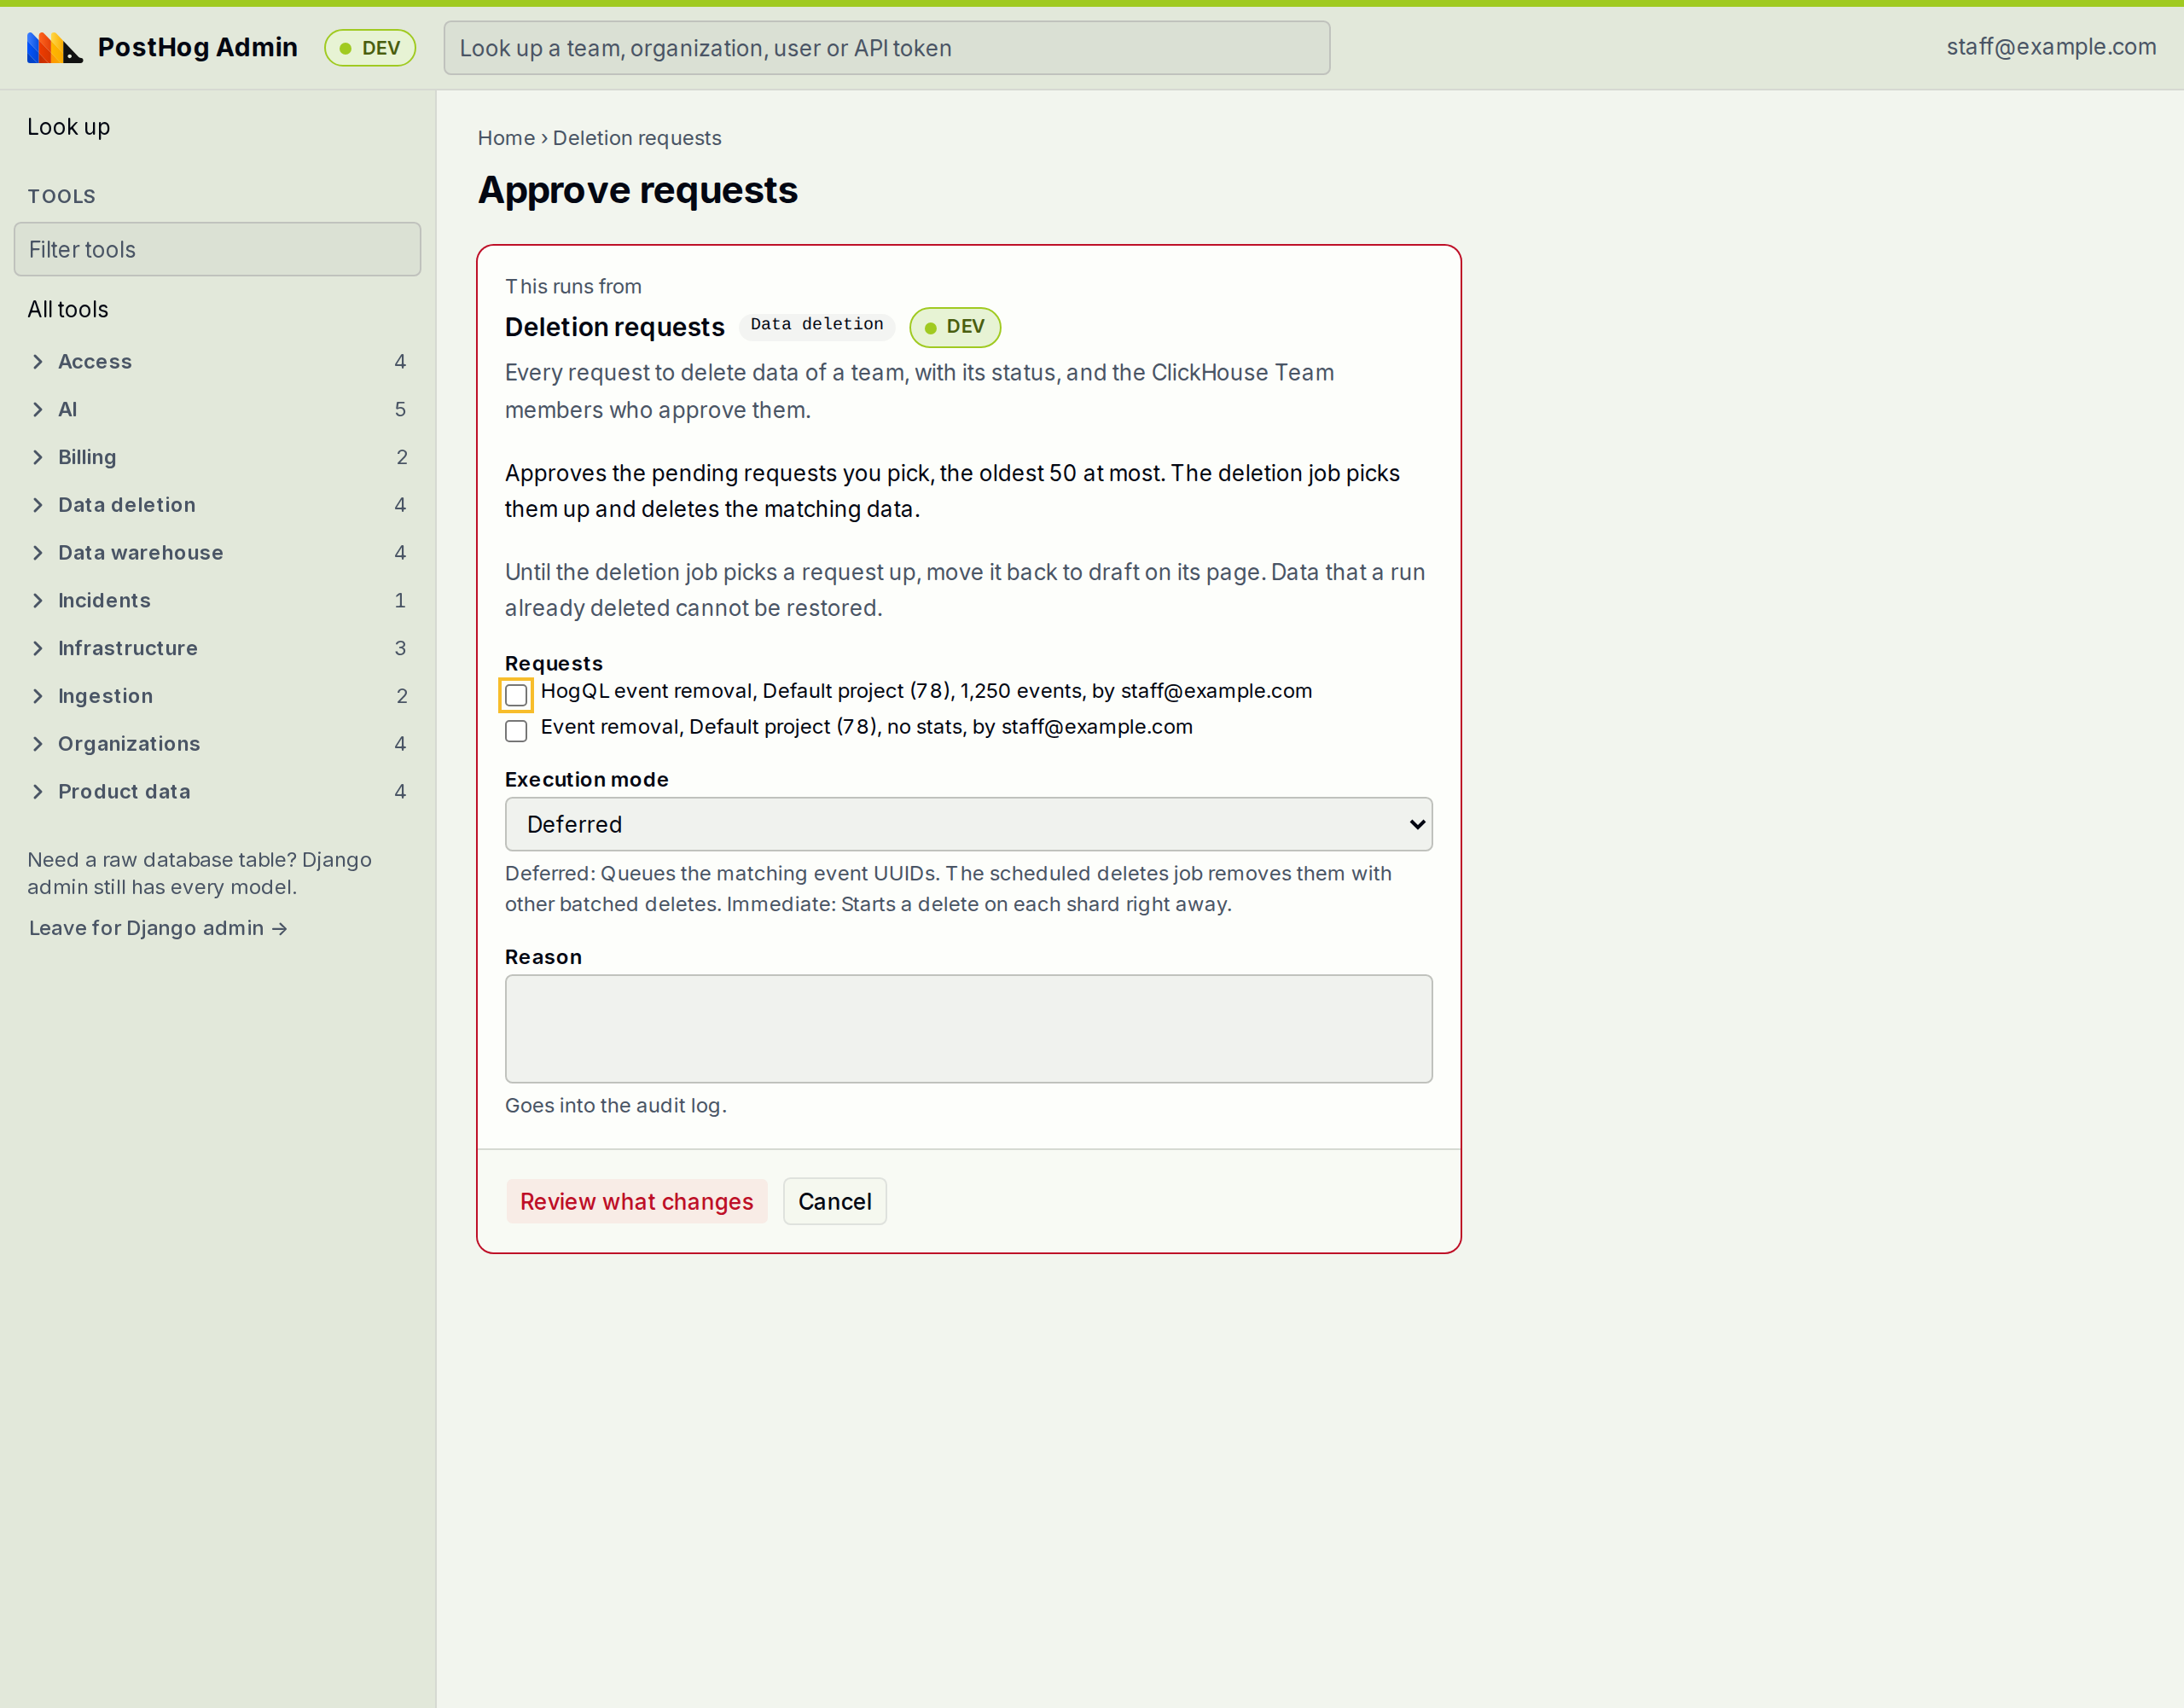 PostHog Admin
DEV
Look up a team, organization, user or API token
staff@example.com
Look up
TOOLS
Filter tools
All tools
Access 4
AI 5
Billing 2
Data deletion 4
Data warehouse 4
Incidents 1
Infrastructure 3
Ingestion 2
Organizations 4
Product data 4
Need a raw database table? Django
admin still has every model.
Leave for Django admin →
Home › Deletion requests
Approve requests
This runs from
Deletion requests Data deletion DEV
Every request to delete data of a team, with its status, and the ClickHouse Team
members who approve them.
Approves the pending requests you pick, the oldest 50 at most. The deletion job picks
them up and deletes the matching data.
Until the deletion job picks a request up, move it back to draft on its page. Data that a run
already deleted cannot be restored.
Requests
HogQL event removal, Default project (78), 1,250 events, by staff@example.com
Event removal, Default project (78), no stats, by staff@example.com
Execution mode
Deferred
Deferred: Queues the matching event UUIDs. The scheduled deletes job removes them with
other batched deletes. Immediate: Starts a delete on each shard right away.
Reason
Goes into the audit log.
Review what changes
Cancel